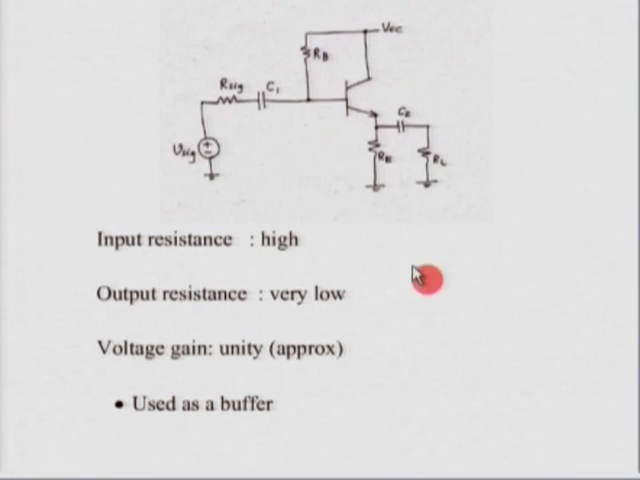 Vcc
RB
Rsig C1
C2
Vsig
RE
RL
Input resistance : high
Output resistance : very low
Voltage gain: unity (approx)
• Used as a buffer